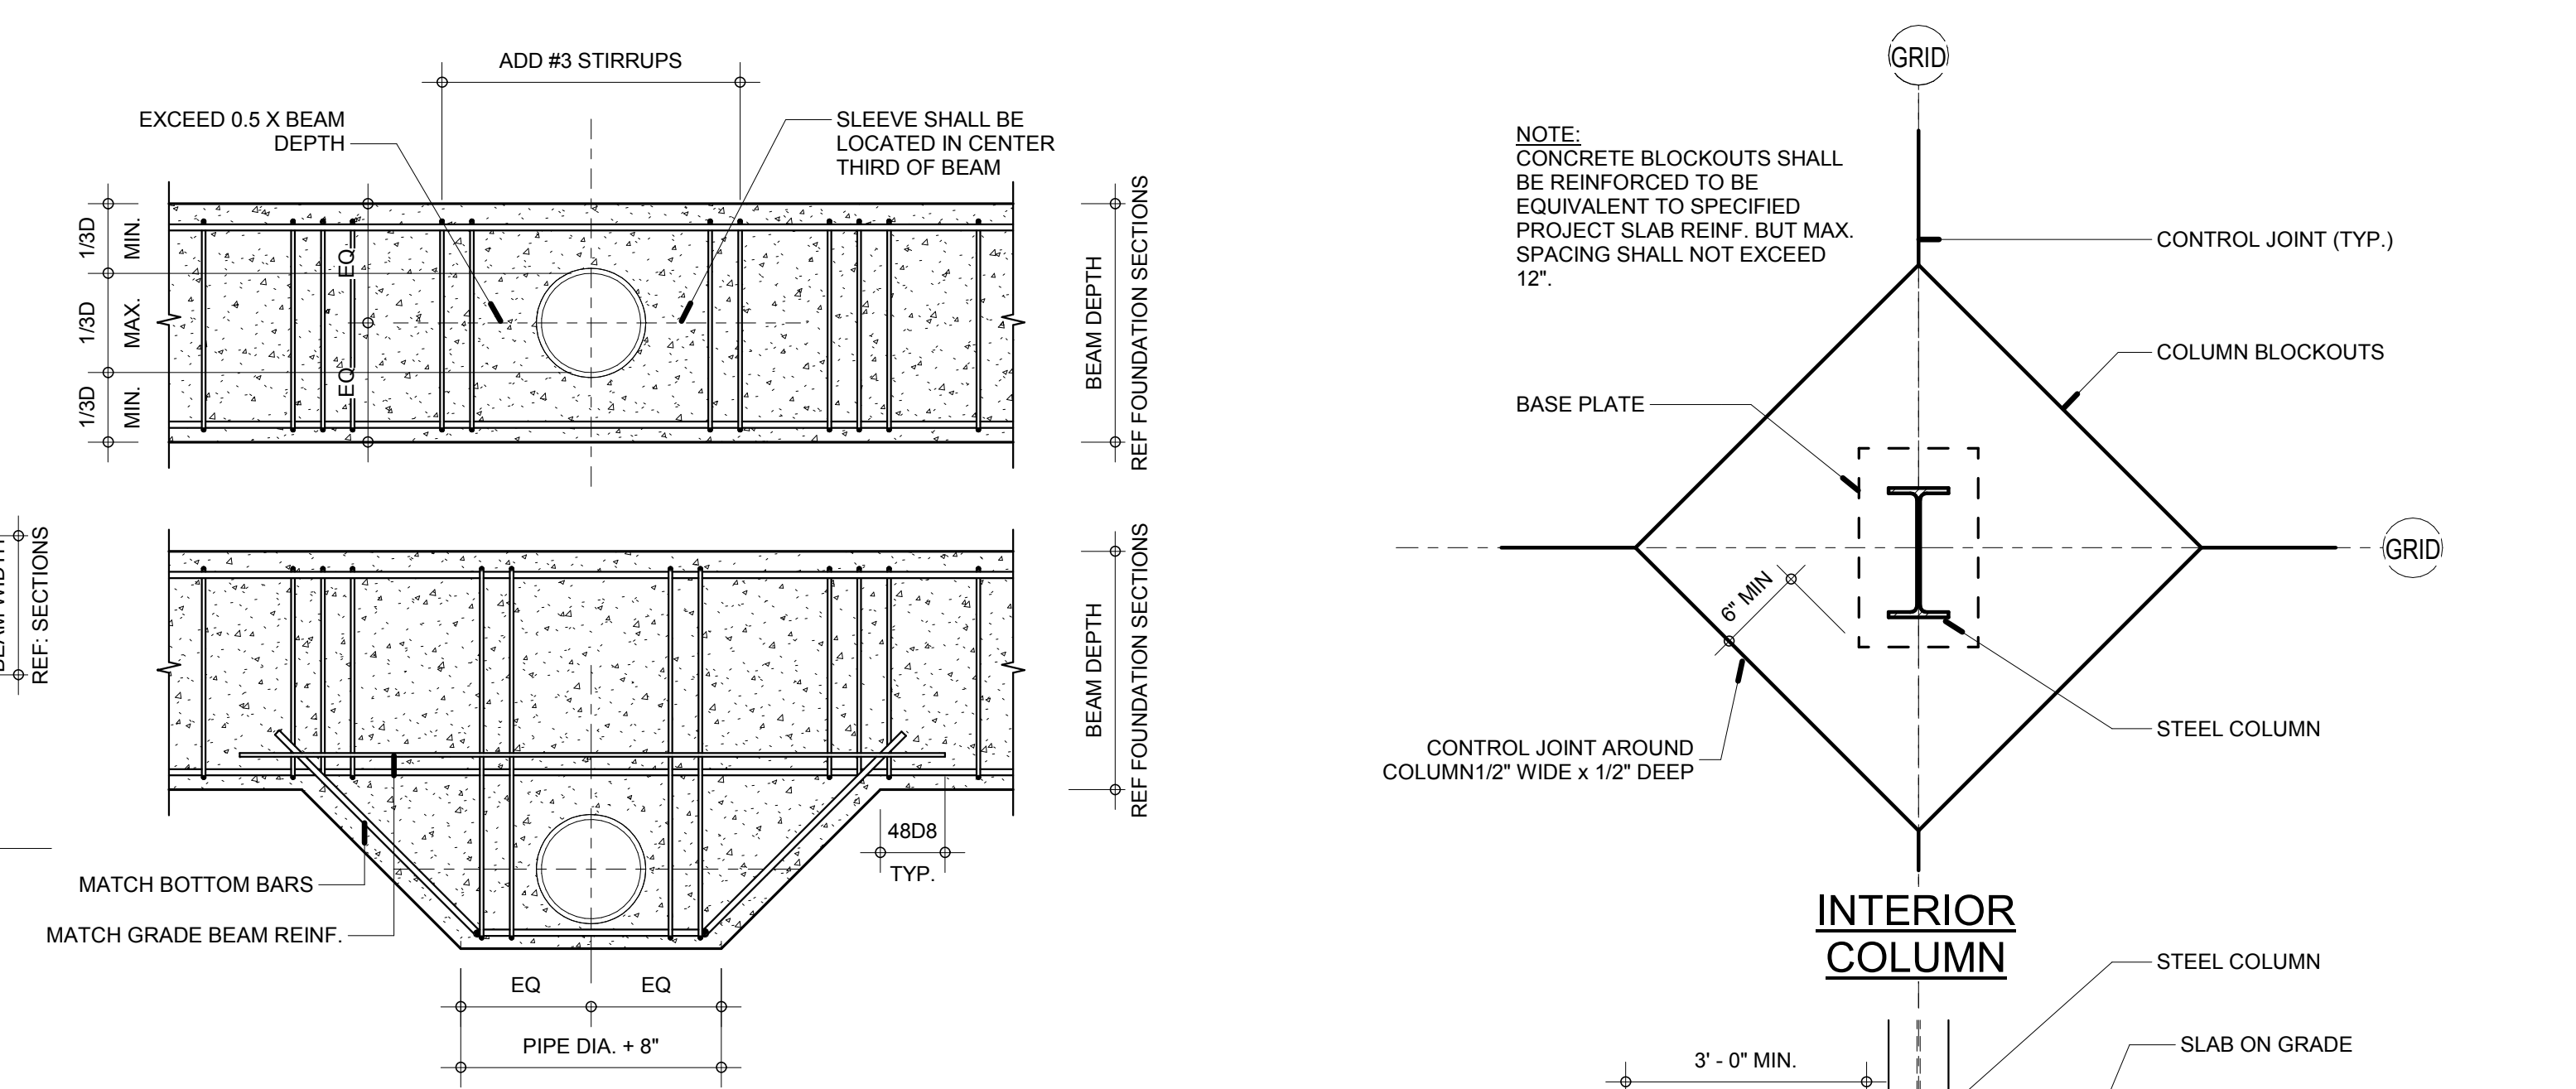 ADD #3 STIRRUPS
EXCEED 0.5 X BEAM
DEPTH
SLEEVE SHALL BE
LOCATED IN CENTER
THIRD OF BEAM
1/3D
MIN.
1/3D
MAX.
1/3D
MIN.
EQ
EQ
BEAM DEPTH
REF FOUNDATION SECTIONS
REF: SECTIONS
BEAM DEPTH
REF FOUNDATION SECTIONS
48D8
TYP.
MATCH BOTTOM BARS
MATCH GRADE BEAM REINF.
EQ
EQ
PIPE DIA. + 8"
GRID
NOTE:
CONCRETE BLOCKOUTS SHALL
BE REINFORCED TO BE
EQUIVALENT TO SPECIFIED
PROJECT SLAB REINF. BUT MAX.
SPACING SHALL NOT EXCEED
12".
CONTROL JOINT (TYP.)
COLUMN BLOCKOUTS
BASE PLATE
GRID
6" MIN
STEEL COLUMN
CONTROL JOINT AROUND
COLUMN1/2" WIDE x 1/2" DEEP
INTERIOR
COLUMN
STEEL COLUMN
SLAB ON GRADE
3' - 0" MIN.